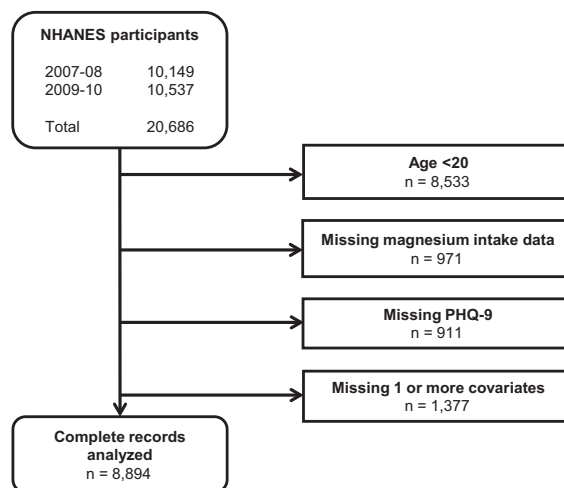 NHANES participants
2007-08 10,149
2009-10 10,537
Total 20,686
Age <20
n = 8,533
Missing magnesium intake data
n = 971
Missing PHQ-9
n = 911
Missing 1 or more covariates
n = 1,377
Complete records
analyzed
n = 8,894